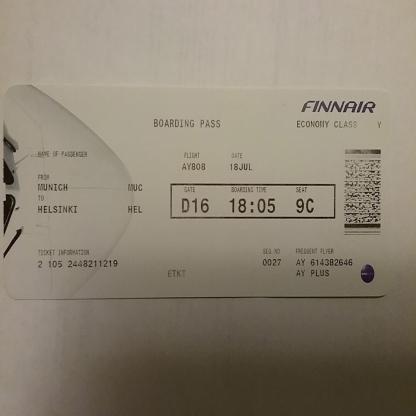 FINNAIR
BOARDING PASS ECONOMY CLASS Y
NAME OF PASSENGER FLIGHT DATE
AY808 18JUL
FROM
MUNICH MUC
TO
HELSINKI HEL
GATE BOARDING TIME SEAT
D16 18:05 9C
TICKET INFORMATION SEQ NO FREQUENT FLYER
2 105 2448211219 0027 AY 614382646
ETKT AY PLUS